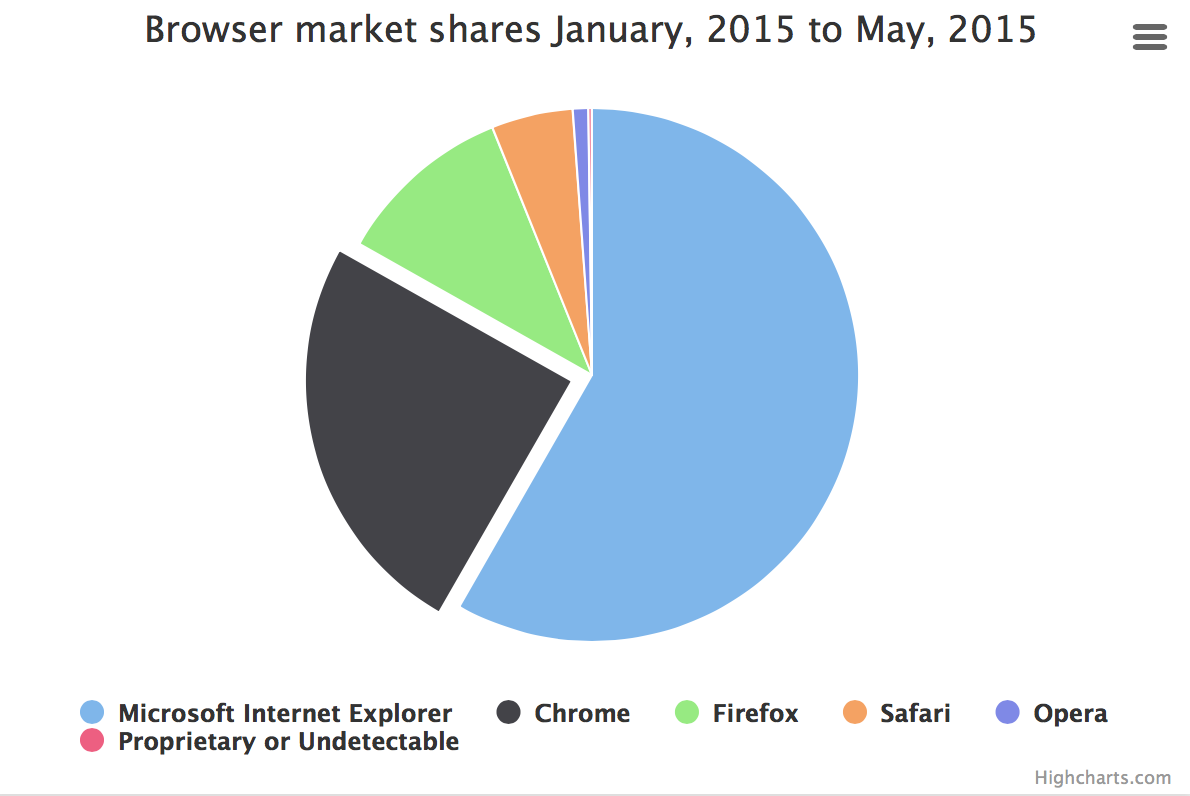 Browser market shares January, 2015 to May, 2015
Microsoft Internet Explorer Chrome Firefox Safari Opera
Proprietary or Undetectable
Highcharts.com